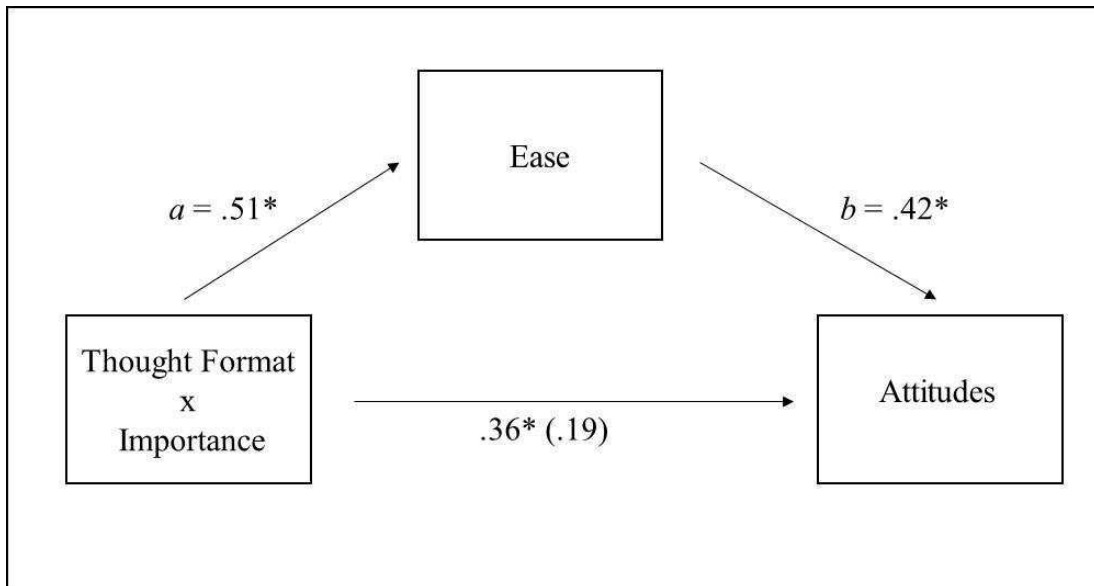 Ease
a = .51*
b = .42*
Thought Format
x
Importance
Attitudes
.36* (.19)